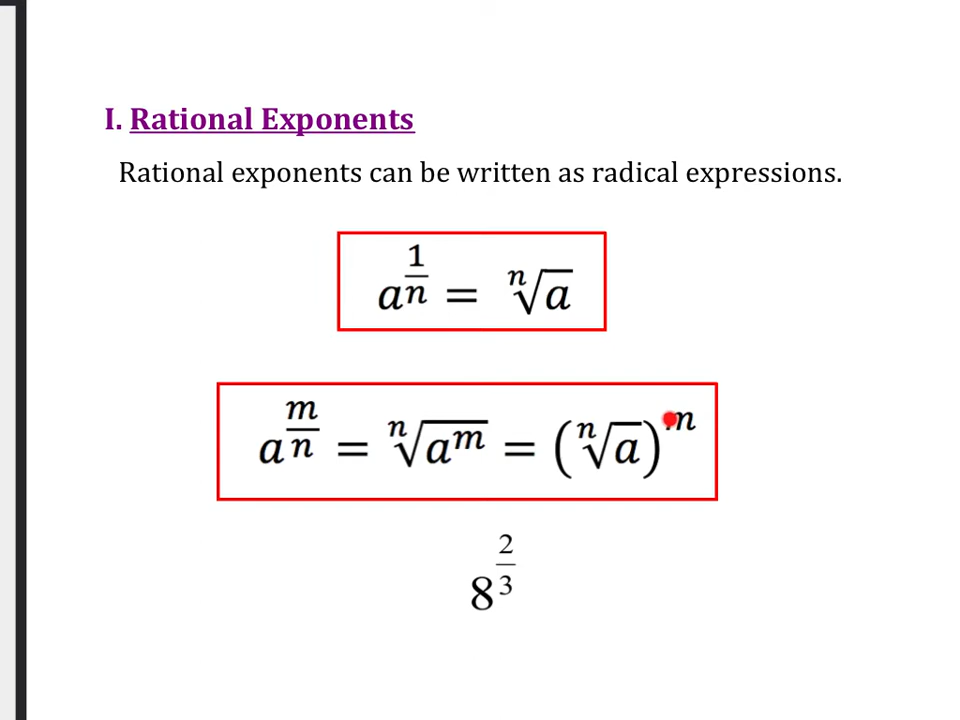 I. Rational Exponents
Rational exponents can be written as radical expressions.
a^(1/n) = ⁿ√a
a^(m/n) = ⁿ√(a^m) = (ⁿ√a)^m
8^(2/3)